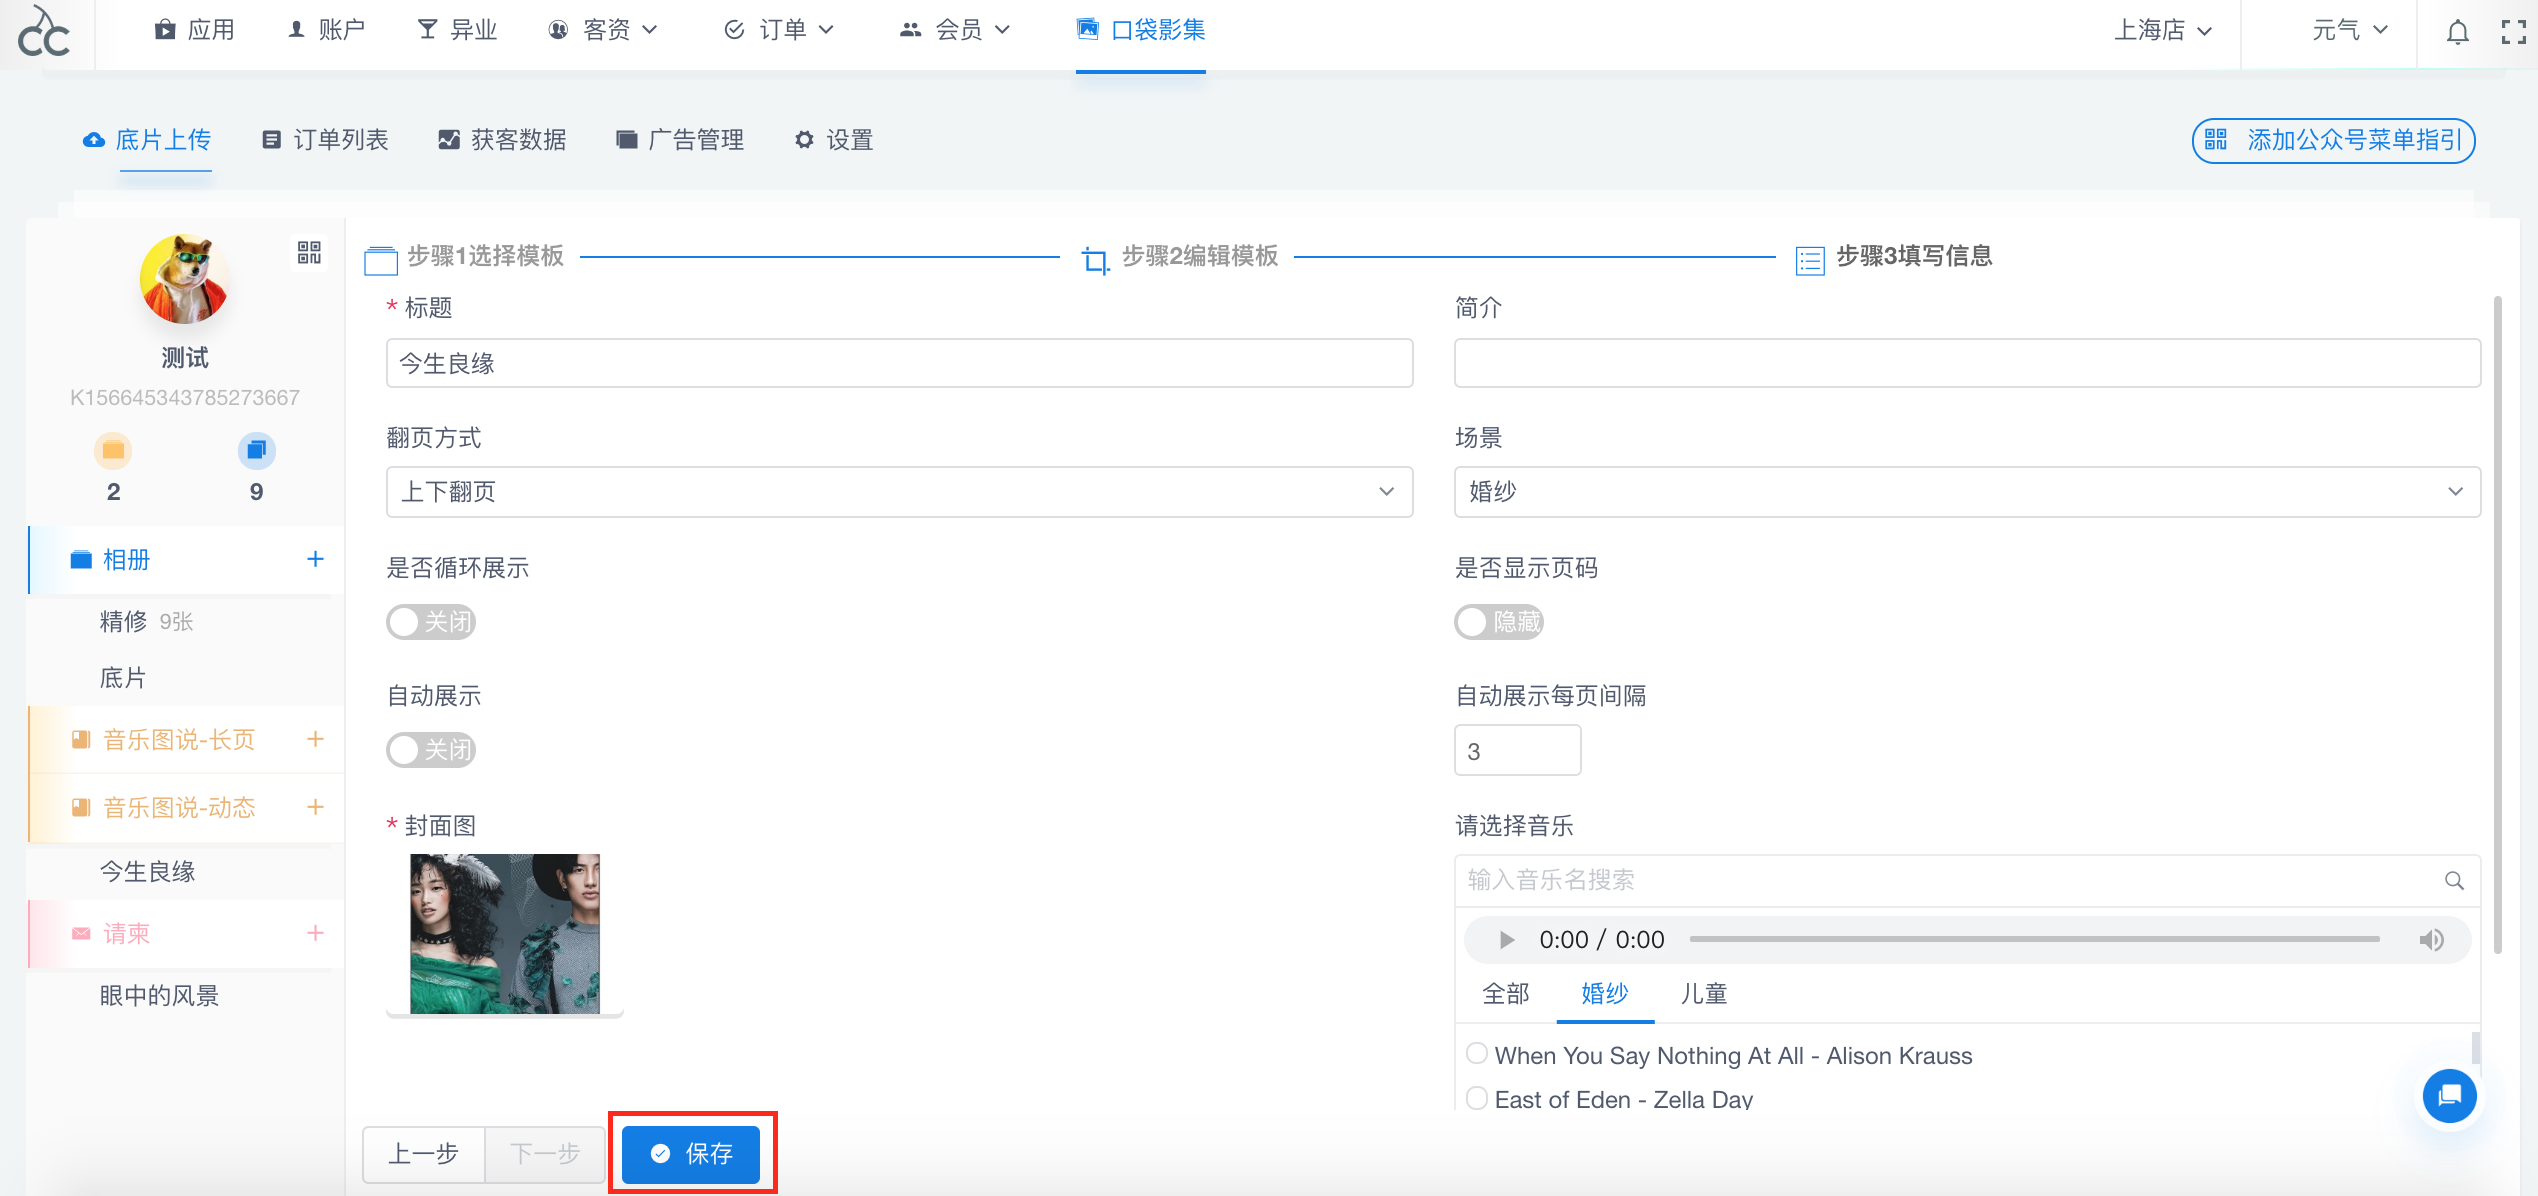 应用 账户 异业 客资 订单 会员 口袋影集 上海店 元气
底片上传 订单列表 获客数据 广告管理 设置 添加公众号菜单指引
测试
K156645343785273667
2 9
相册 +
精修 9张
底片
音乐图说-长页 +
音乐图说-动态 +
今生良缘
请柬 +
眼中的风景
步骤1选择模板 步骤2编辑模板 步骤3填写信息
* 标题 简介
今生良缘
翻页方式 场景
上下翻页 婚纱
是否循环展示 是否显示页码
关闭 隐藏
自动展示 自动展示每页间隔
关闭 3
* 封面图 请选择音乐
输入音乐名搜索
0:00 / 0:00
全部 婚纱 儿童
When You Say Nothing At All - Alison Krauss
East of Eden - Zella Day
上一步 下一步 保存